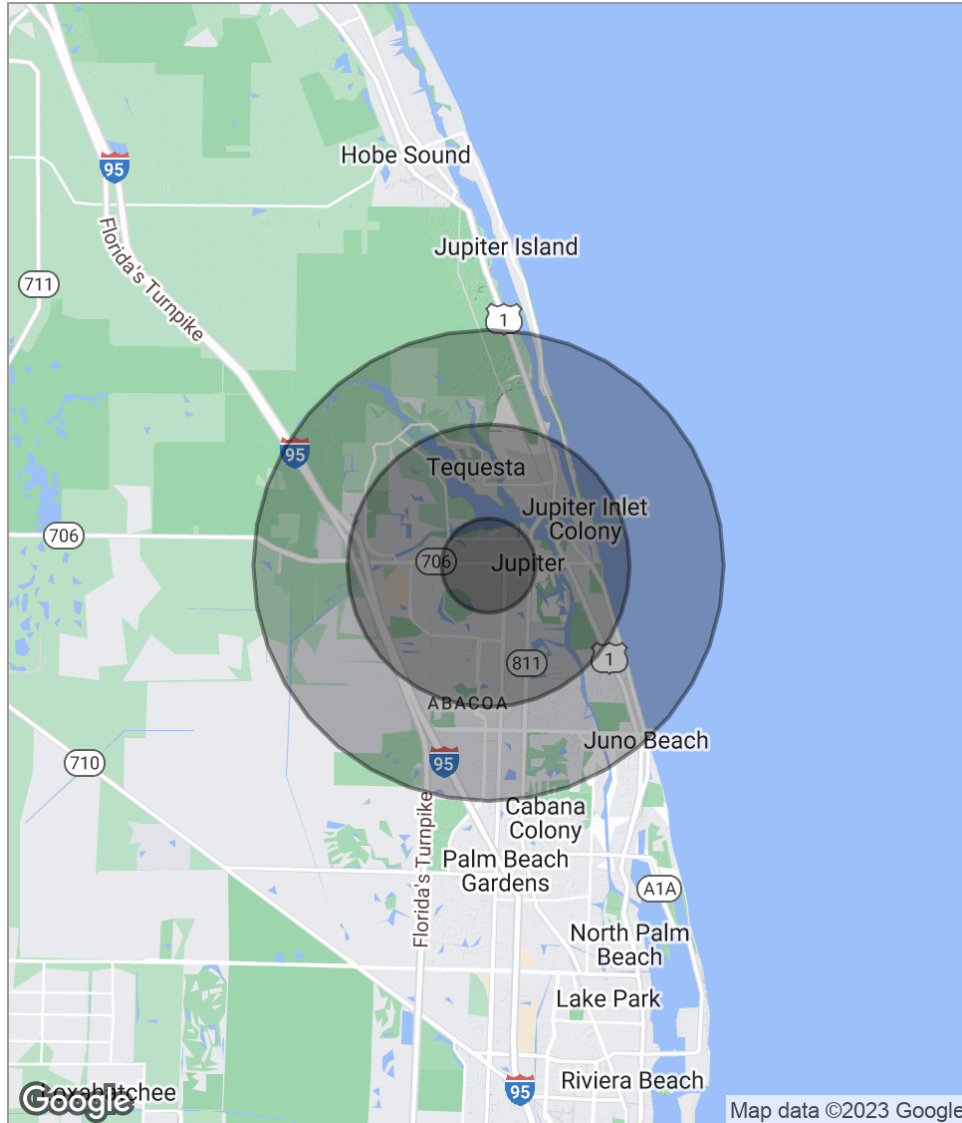 Hobe Sound
95
Jupiter Island
Florida's Turnpike
711
1
95
Tequesta
Jupiter Inlet
Colony
706
706
Jupiter
811
1
ABACOA
Juno Beach
710
95
Cabana
Colony
Florida's Turnpike
Palm Beach
Gardens
A1A
North Palm
Beach
Lake Park
Riviera Beach
95
Loxahatchee
Google
Map data ©2023 Google